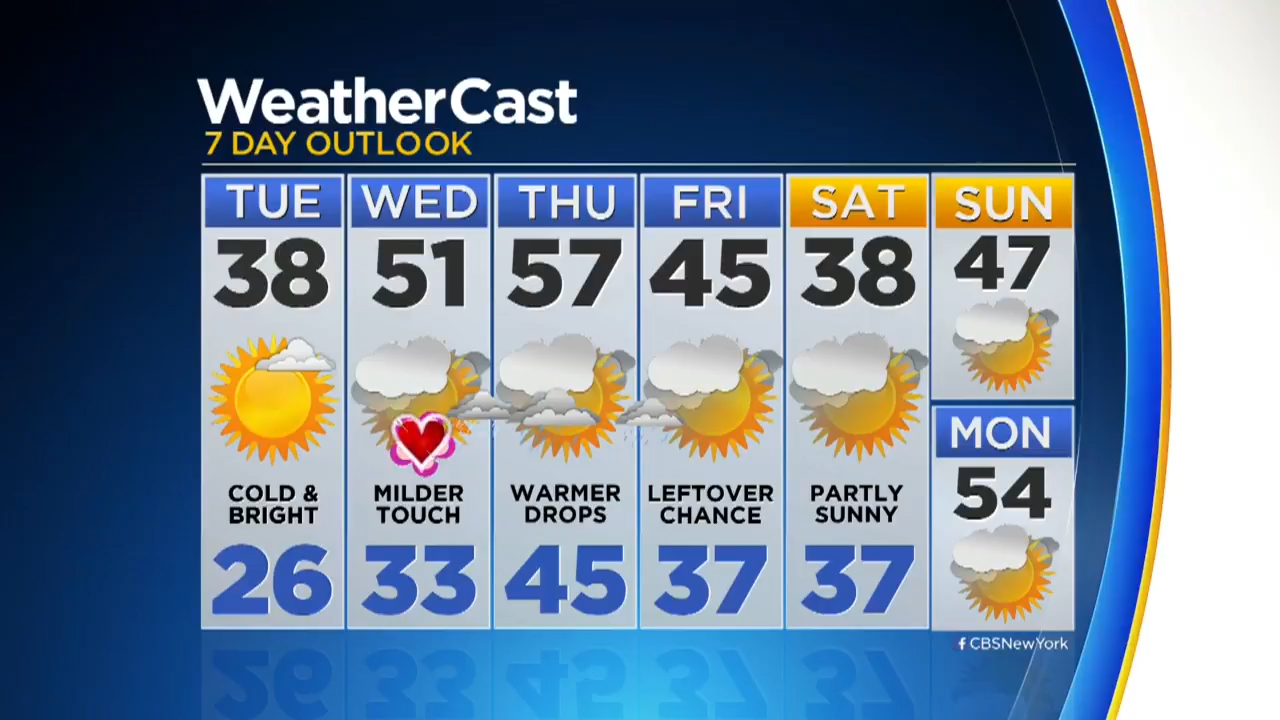 WeatherCast
7 DAY OUTLOOK
TUE WED THU FRI SAT SUN
38 51 57 45 38 47
MON
54
COLD & BRIGHT
MILDER TOUCH
WARMER DROPS
LEFTOVER CHANCE
PARTLY SUNNY
26 33 45 37 37
f CBSNewYork